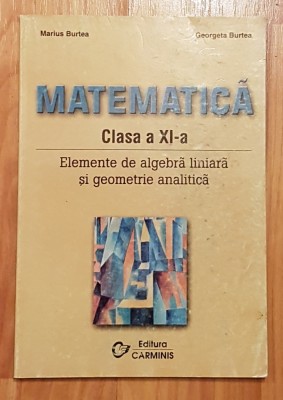 Marius Burtea
Georgeta Burtea
MATEMATICĂ
Clasa a XI-a
Elemente de algebră liniară
și geometrie analitică
Editura
CARMINIS